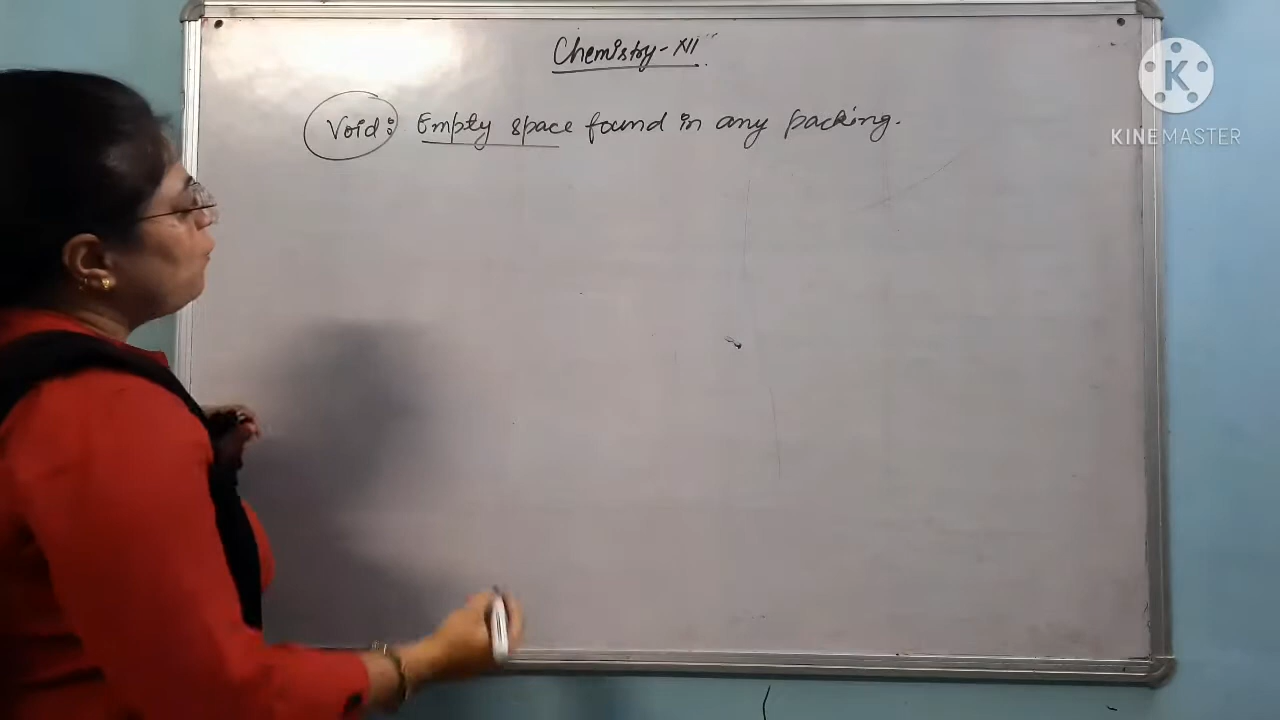 Chemistry-XII
Void: Empty space found in any packing.
K
KINEMASTER